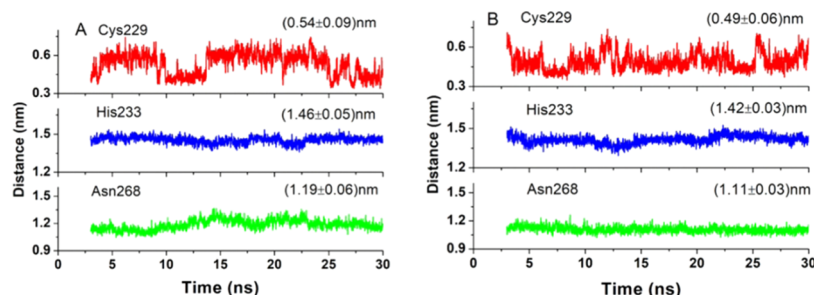 A Cys229 (0.54±0.09)nm
0.6
0.3
His233 (1.46±0.05)nm
1.5
1.2
Asn268 (1.19±0.06)nm
1.5
1.2
0.9
0 5 10 15 20 25 30
Time (ns)
Distance (nm)
B Cys229 (0.49±0.06)nm
0.6
0.3
His233 (1.42±0.03)nm
1.5
1.2
Asn268 (1.11±0.03)nm
1.5
1.2
0.9
0 5 10 15 20 25 30
Time (ns)
Distance (nm)